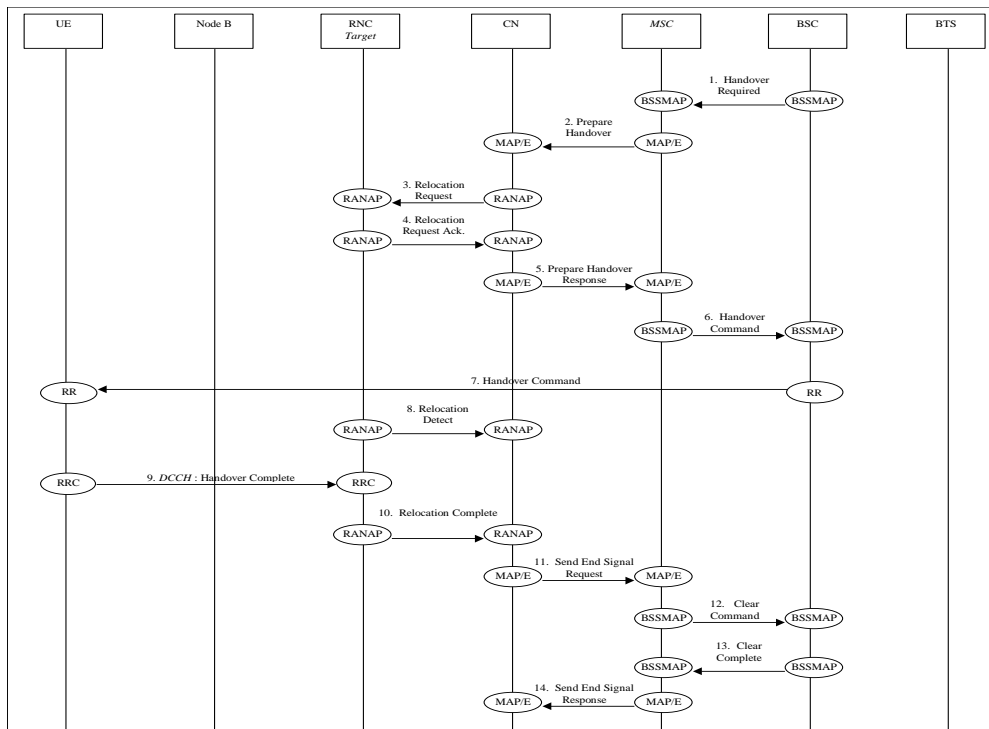 UE
Node B
RNC
Target
CN
MSC
BSC
BTS
1. Handover
Required
BSSMAP
BSSMAP
2. Prepare
Handover
MAP/E
MAP/E
3. Relocation
Request
RANAP
RANAP
4. Relocation
Request Ack.
RANAP
RANAP
5. Prepare Handover
Response
MAP/E
MAP/E
6. Handover
Command
BSSMAP
BSSMAP
7. Handover Command
RR
RR
8. Relocation
Detect
RANAP
RANAP
9. DCCH : Handover Complete
RRC
RRC
10. Relocation Complete
RANAP
RANAP
11. Send End Signal
Request
MAP/E
MAP/E
12. Clear
Command
BSSMAP
BSSMAP
13. Clear
Complete
BSSMAP
BSSMAP
14. Send End Signal
Response
MAP/E
MAP/E